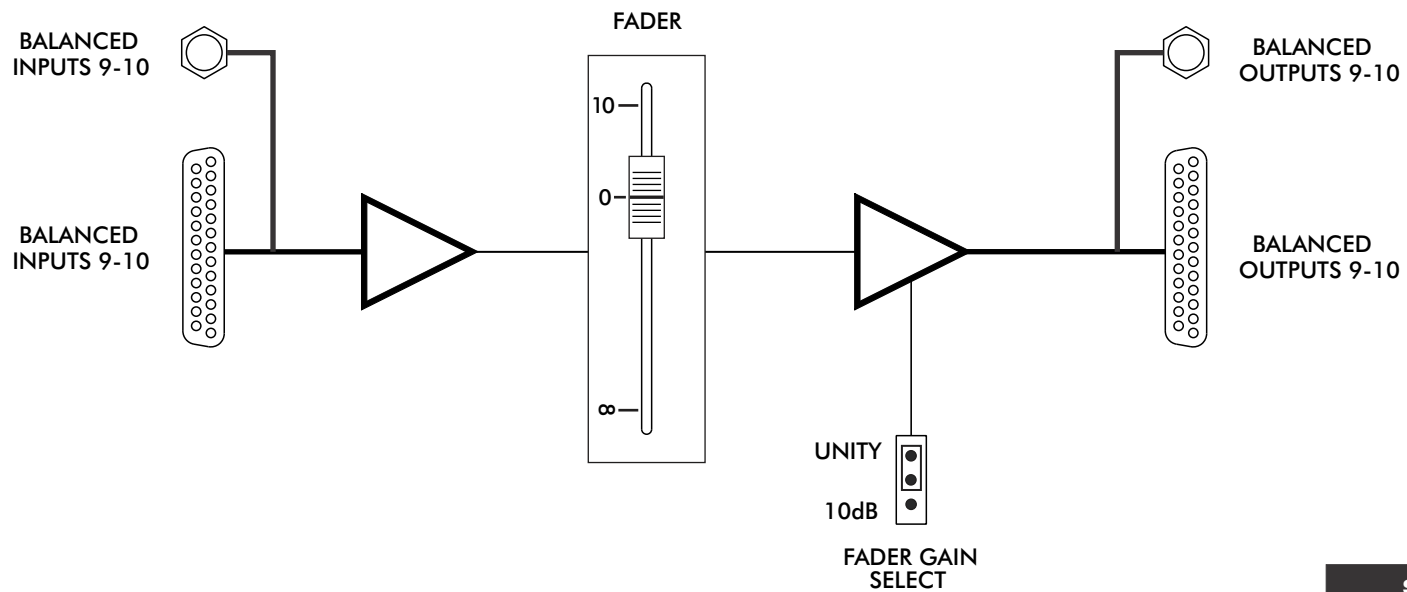 FADER
BALANCED
INPUTS 9-10
BALANCED
OUTPUTS 9-10
10
0
∞
BALANCED
INPUTS 9-10
BALANCED
OUTPUTS 9-10
UNITY
10dB
FADER GAIN
SELECT